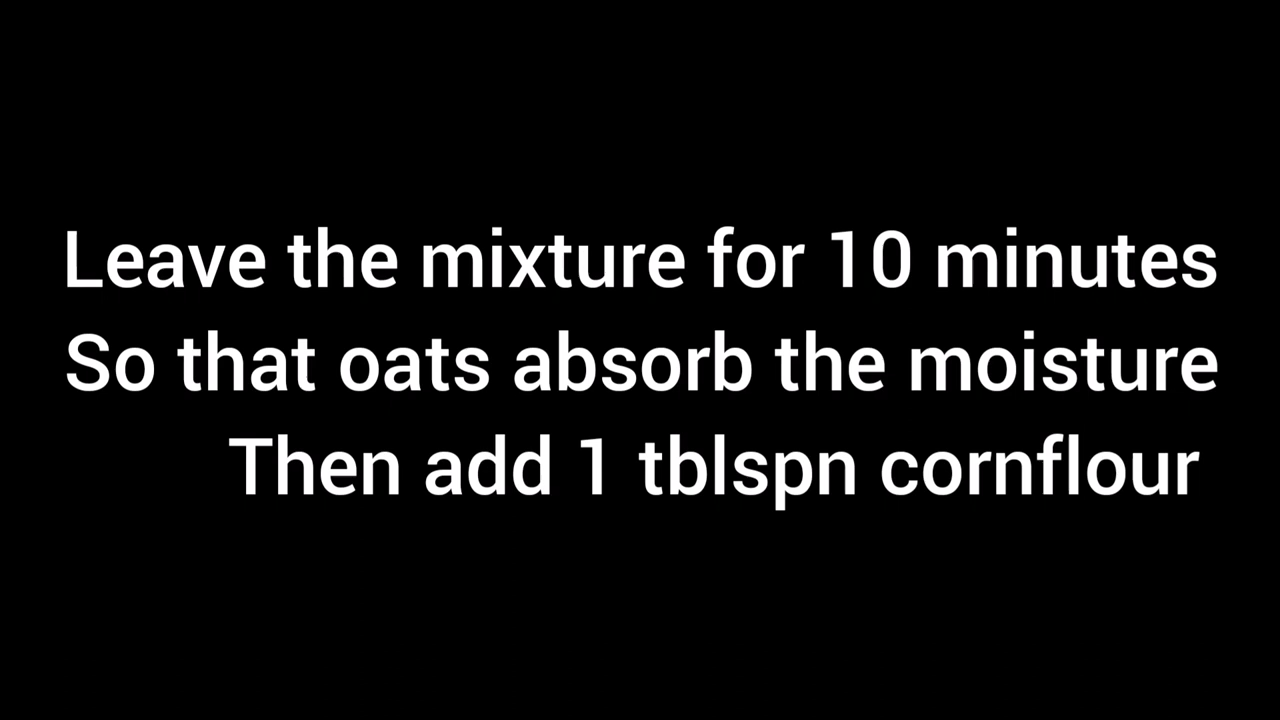 Leave the mixture for 10 minutes
So that oats absorb the moisture
Then add 1 tblspn cornflour